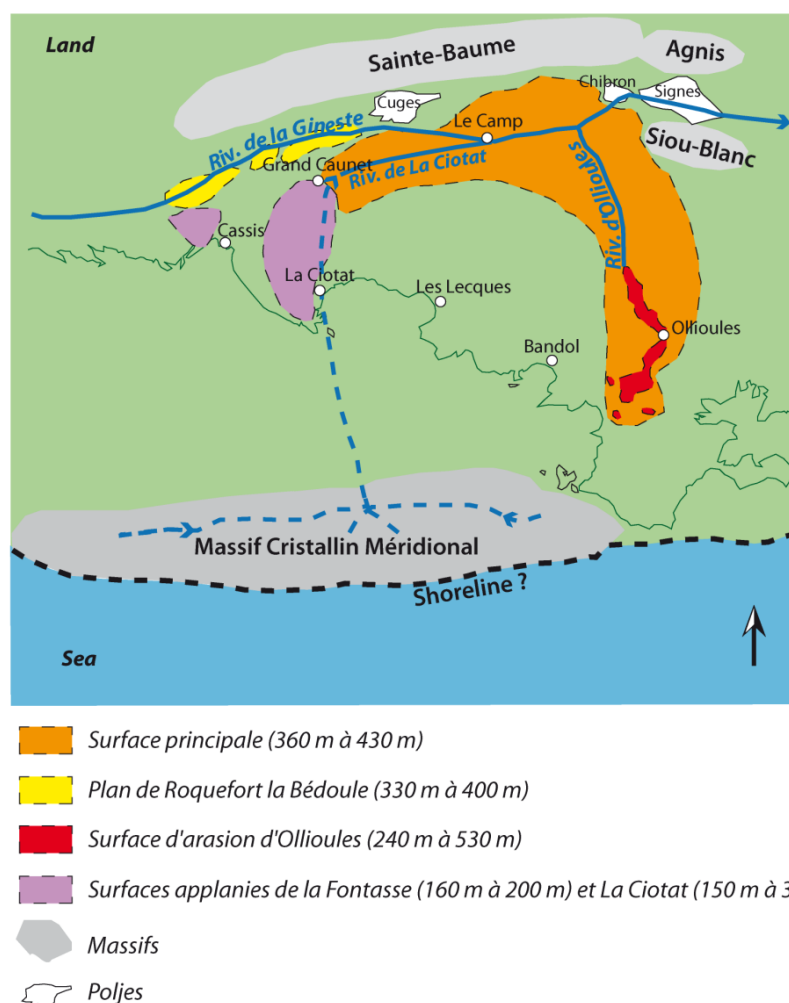 Land
Sainte-Baume
Agnis
Chibron
Signes
Cuges
Le Camp
Riv. de la Gineste
Siou-Blanc
Grand Caunet
Riv. de La Ciotat
Riv. d'Ollioules
Cassis
La Ciotat
Les Lecques
Ollioules
Bandol
Massif Cristallin Méridional
Shoreline ?
Sea
Surface principale (360 m à 430 m)
Plan de Roquefort la Bédoule (330 m à 400 m)
Surface d'arasion d'Ollioules (240 m à 530 m)
Surfaces applanies de la Fontasse (160 m à 200 m) et La Ciotat (150 m à 3
Massifs
Poljes